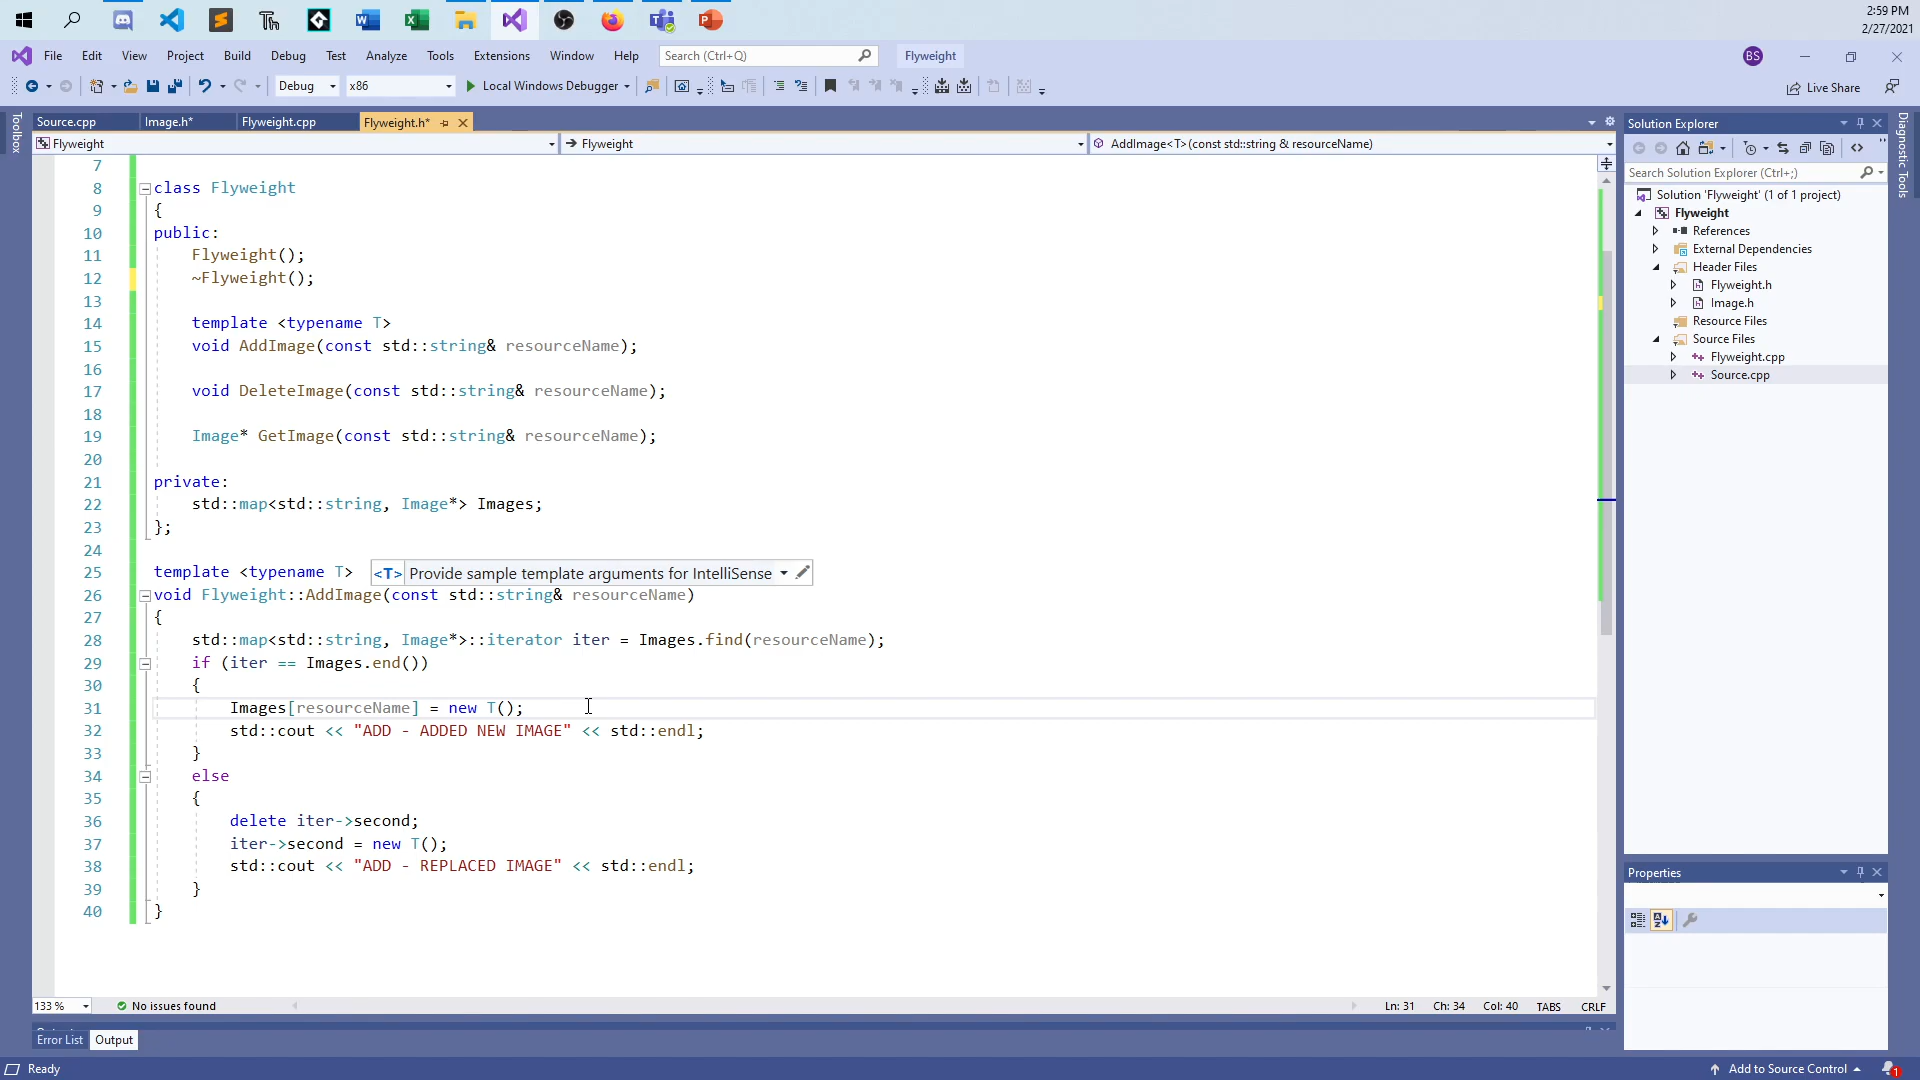 2:59 PM
2/27/2021
File Edit View Project Build Debug Test Analyze Tools Extensions Window Help Search (Ctrl+Q) Flyweight BS
Debug x86 Local Windows Debugger Live Share
Toolbox
Source.cpp Image.h* Flyweight.cpp Flyweight.h*
Flyweight Flyweight AddImage<T>(const std::string & resourceName)
7
8 class Flyweight
9 {
10 public:
11 Flyweight();
12 ~Flyweight();
13
14 template <typename T>
15 void AddImage(const std::string& resourceName);
16
17 void DeleteImage(const std::string& resourceName);
18
19 Image* GetImage(const std::string& resourceName);
20
21 private:
22 std::map<std::string, Image*> Images;
23 };
24
25 template <typename T> <T> Provide sample template arguments for IntelliSense
26 void Flyweight::AddImage(const std::string& resourceName)
27 {
28 std::map<std::string, Image*>::iterator iter = Images.find(resourceName);
29 if (iter == Images.end())
30 {
31 Images[resourceName] = new T();
32 std::cout << "ADD - ADDED NEW IMAGE" << std::endl;
33 }
34 else
35 {
36 delete iter->second;
37 iter->second = new T();
38 std::cout << "ADD - REPLACED IMAGE" << std::endl;
39 }
40 }
133 % No issues found Ln: 31 Ch: 34 Col: 40 TABS CRLF
Error List Output
Ready Add to Source Control 1
Solution Explorer
Search Solution Explorer (Ctrl+;)
Solution 'Flyweight' (1 of 1 project)
Flyweight
References
External Dependencies
Header Files
Flyweight.h
Image.h
Resource Files
Source Files
Flyweight.cpp
Source.cpp
Properties
Diagnostic Tools